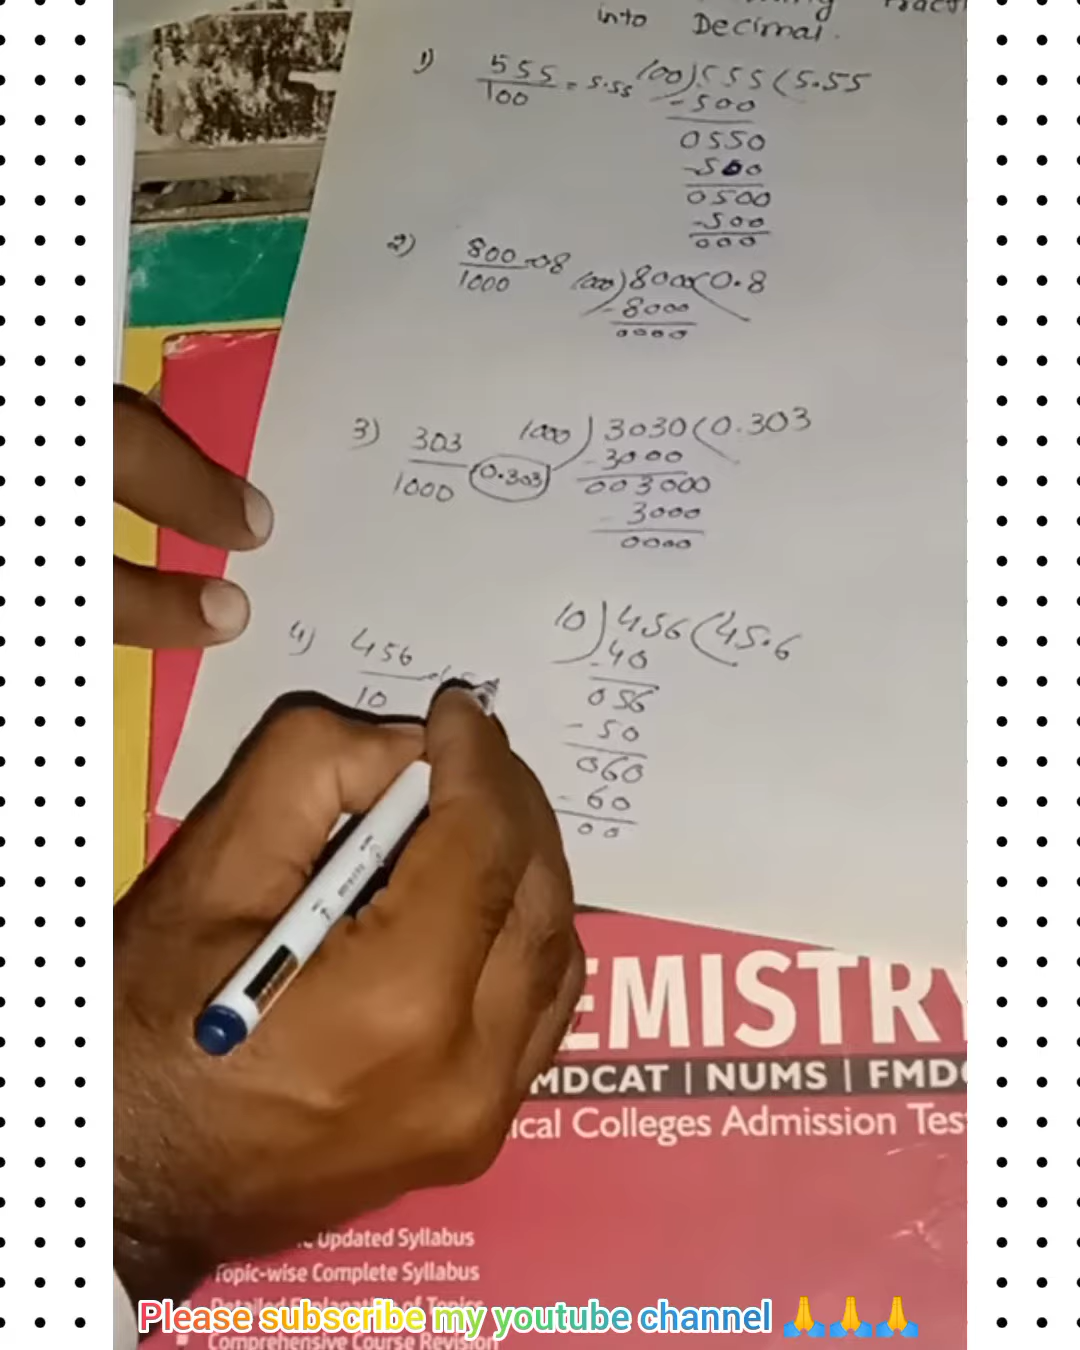 into Decimal.
1) 555/100 = 5.55
100)555(5.55
-500
0550
-500
0500
-500
000
2) 800/1000 = 0.8
1000)8000(0.8
-8000
0000
3) 303/1000 0.303
1000)3030(0.303
-3000
003000
-3000
0000
4) 456/10
10)456(45.6
-40
056
-50
060
-60
00
EMISTRY
MDCAT | NUMS | FMD
ical Colleges Admission Tes
Updated Syllabus
Topic-wise Complete Syllabus
Detailed Explanation of Topics
Comprehensive Course Revision
Please subscribe my youtube channel 🙏🙏🙏